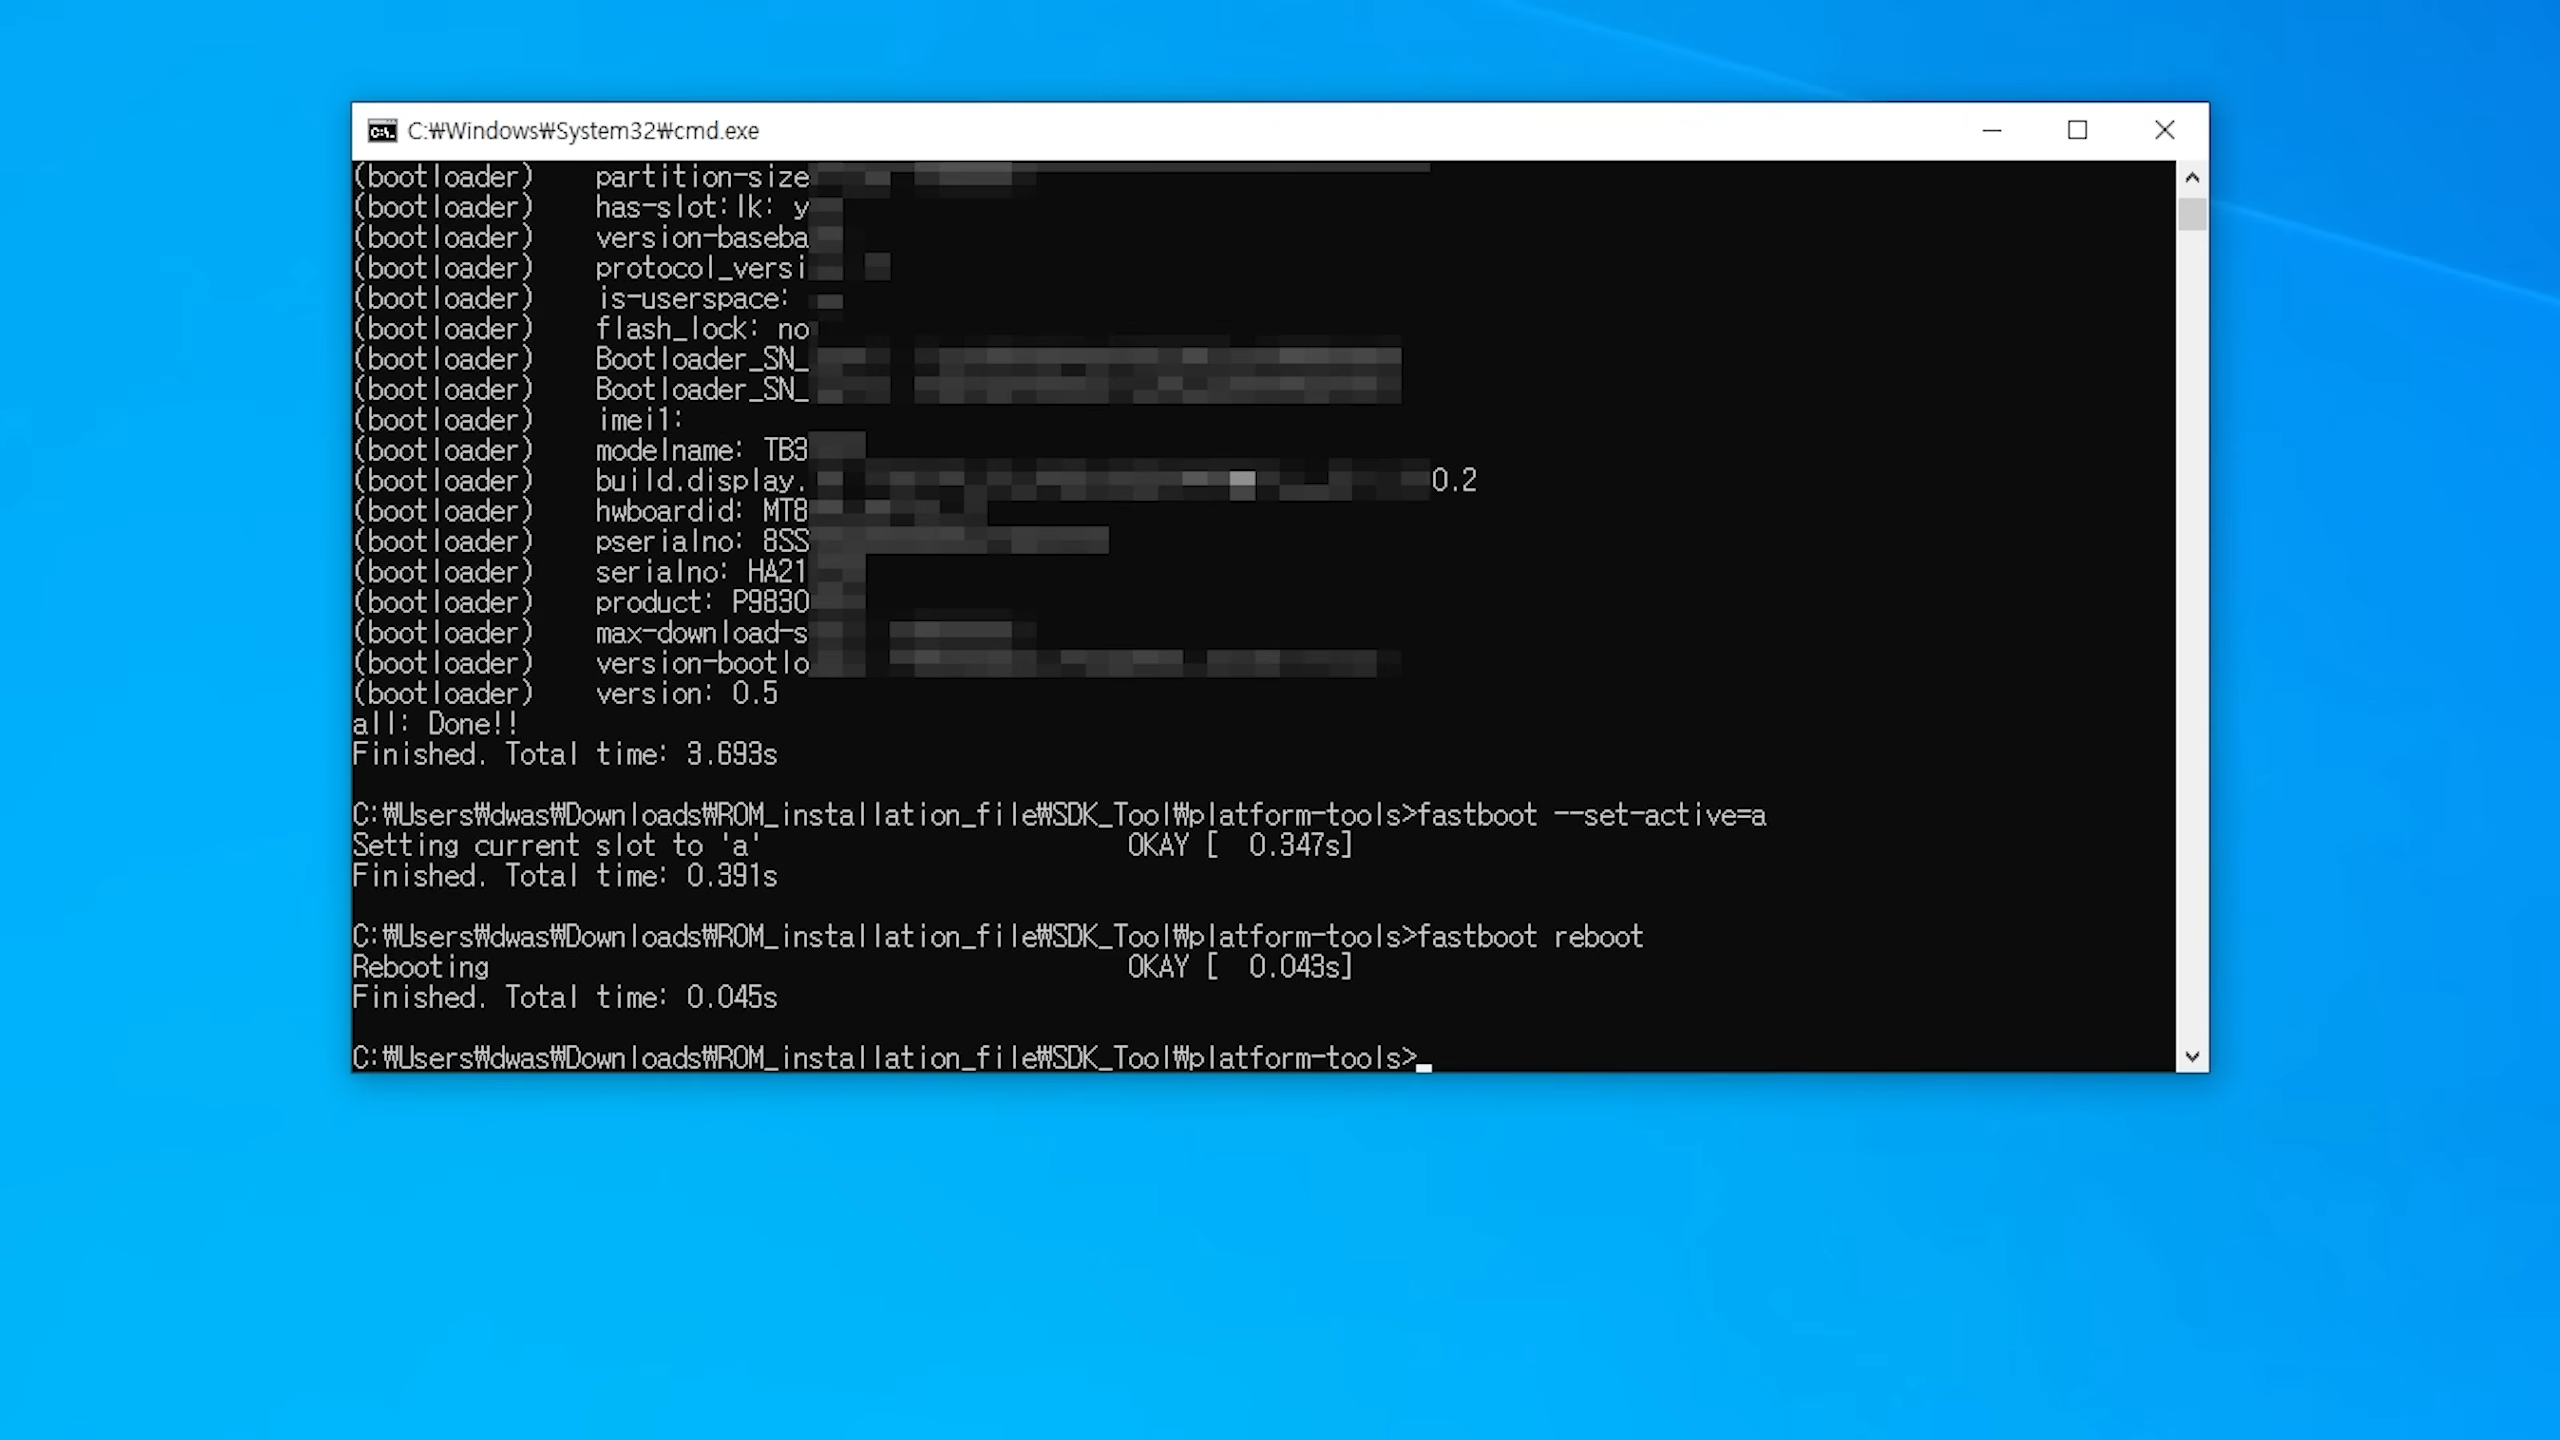 C:₩Windows₩System32₩cmd.exe
(bootloader) partition-size
(bootloader) has-slot:lk: y
(bootloader) version-baseba
(bootloader) protocol_versi
(bootloader) is-userspace:
(bootloader) flash_lock: no
(bootloader) Bootloader_SN_
(bootloader) Bootloader_SN_
(bootloader) imei1:
(bootloader) modelname: TB3
(bootloader) build.display. 0.2
(bootloader) hwboardid: MT8
(bootloader) pserialno: 8SS
(bootloader) serialno: HA21
(bootloader) product: P983O
(bootloader) max-download-s
(bootloader) version-bootlo
(bootloader) version: 0.5
all: Done!!
Finished. Total time: 3.693s
C:₩Users₩dwas₩Downloads₩ROM_installation_file₩SDK_Tool₩platform-tools>fastboot --set-active=a
Setting current slot to 'a' OKAY [ 0.347s]
Finished. Total time: 0.391s
C:₩Users₩dwas₩Downloads₩ROM_installation_file₩SDK_Tool₩platform-tools>fastboot reboot
Rebooting OKAY [ 0.043s]
Finished. Total time: 0.045s
C:₩Users₩dwas₩Downloads₩ROM_installation_file₩SDK_Tool₩platform-tools>_